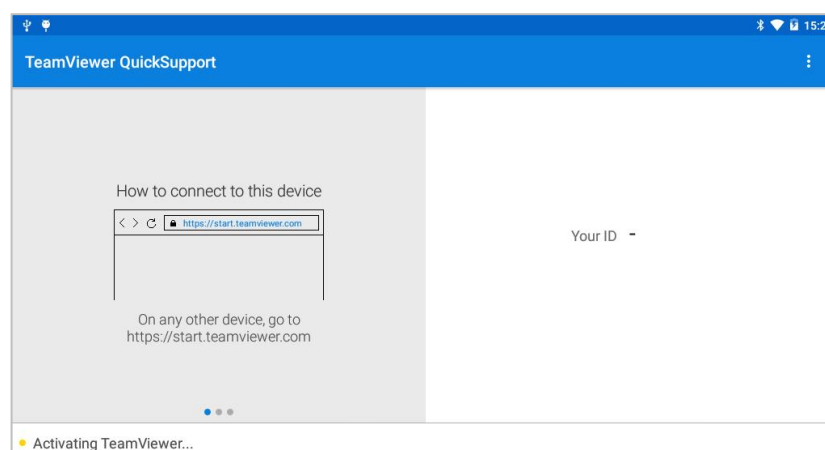 15:2
TeamViewer QuickSupport
How to connect to this device
https://start.teamviewer.com
On any other device, go to
https://start.teamviewer.com
Your ID -
Activating TeamViewer...